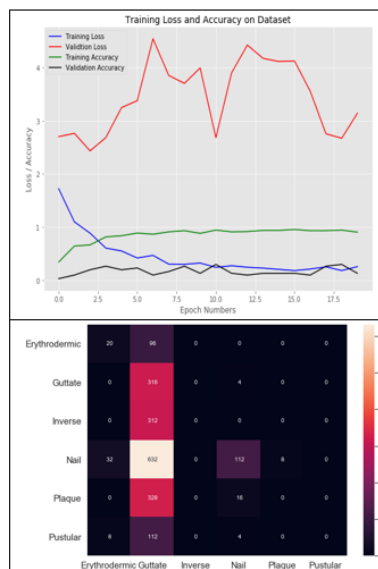 Training Loss and Accuracy on Dataset
Training Loss
Validtion Loss
Training Accuracy
Validation Accuracy
Loss / Accuracy
4
3
2
1
0
0.0 2.5 5.0 7.5 10.0 12.5 15.0 17.5
Epoch Numbers
Erythrodermic 20 96 0 0 0 0
Guttate 0 316 0 4 0 0
Inverse 0 312 0 0 0 0
Nail 32 632 0 112 8 0
Plaque 0 328 0 16 0 0
Pustular 8 112 0 4 0 0
Erythrodermic Guttate Inverse Nail Plaque Pustular